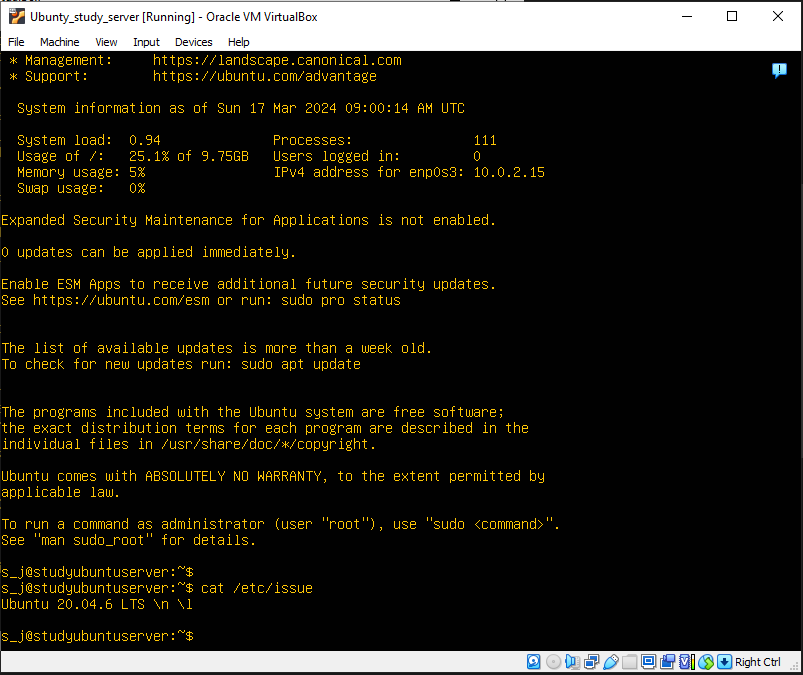 Ubunty_study_server [Running] - Oracle VM VirtualBox
File Machine View Input Devices Help
* Management: https://landscape.canonical.com
* Support: https://ubuntu.com/advantage
System information as of Sun 17 Mar 2024 09:00:14 AM UTC
System load: 0.94 Processes: 111
Usage of /: 25.1% of 9.75GB Users logged in: 0
Memory usage: 5% IPv4 address for enp0s3: 10.0.2.15
Swap usage: 0%
Expanded Security Maintenance for Applications is not enabled.
0 updates can be applied immediately.
Enable ESM Apps to receive additional future security updates.
See https://ubuntu.com/esm or run: sudo pro status
The list of available updates is more than a week old.
To check for new updates run: sudo apt update
The programs included with the Ubuntu system are free software;
the exact distribution terms for each program are described in the
individual files in /usr/share/doc/*/copyright.
Ubuntu comes with ABSOLUTELY NO WARRANTY, to the extent permitted by
applicable law.
To run a command as administrator (user "root"), use "sudo <command>".
See "man sudo_root" for details.
s_j@studyubuntuserver:~$
s_j@studyubuntuserver:~$ cat /etc/issue
Ubuntu 20.04.6 LTS \n \l
s_j@studyubuntuserver:~$
Right Ctrl